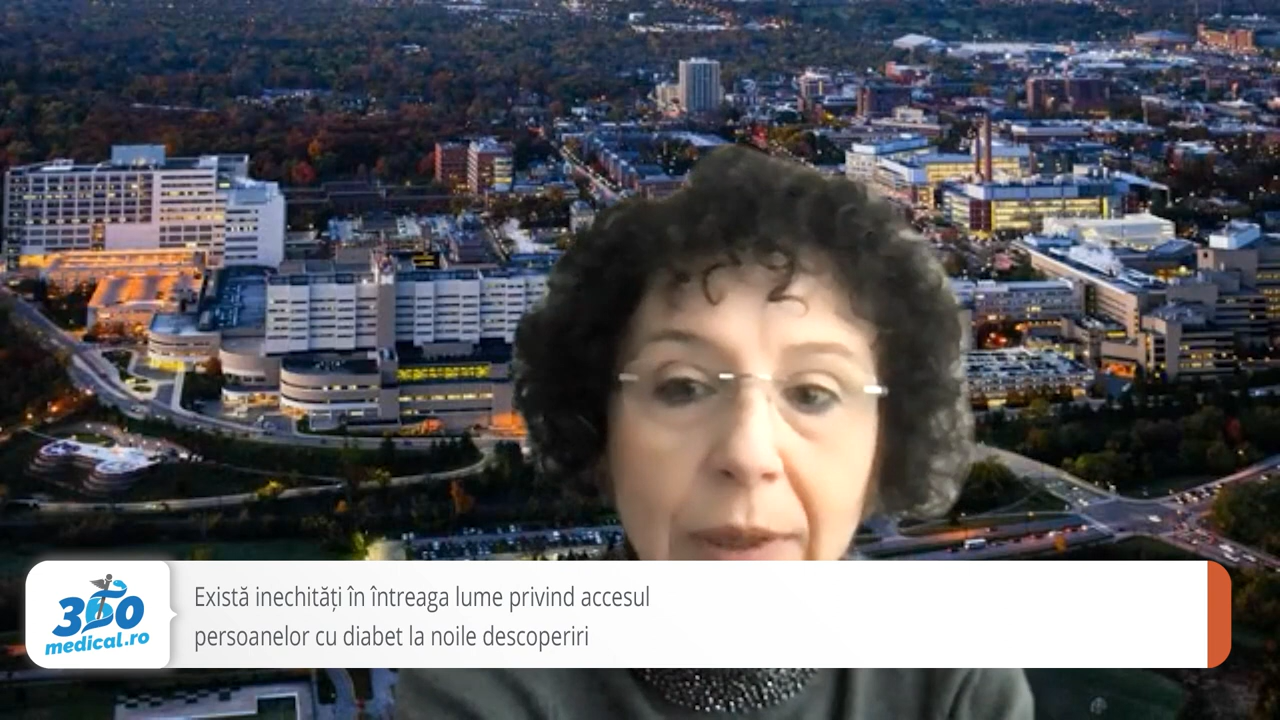 360
medical.ro
Există inechități în întreaga lume privind accesul
persoanelor cu diabet la noile descoperiri